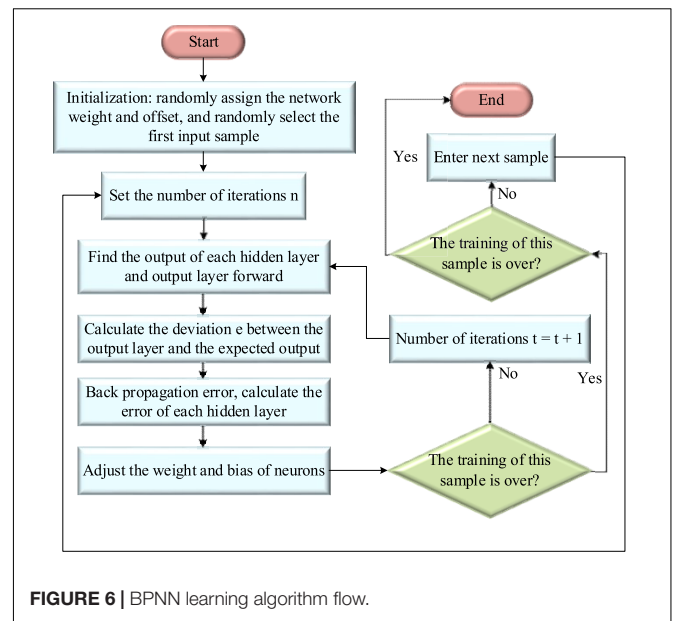 Start
Initialization: randomly assign the network
weight and offset, and randomly select the
first input sample
Set the number of iterations n
Find the output of each hidden layer
and output layer forward
Calculate the deviation e between the
output layer and the expected output
Back propagation error, calculate the
error of each hidden layer
Adjust the weight and bias of neurons
The training of this
sample is over?
No
Yes
Number of iterations t = t + 1
The training of this
sample is over?
No
Yes
Enter next sample
End
FIGURE 6 | BPNN learning algorithm flow.